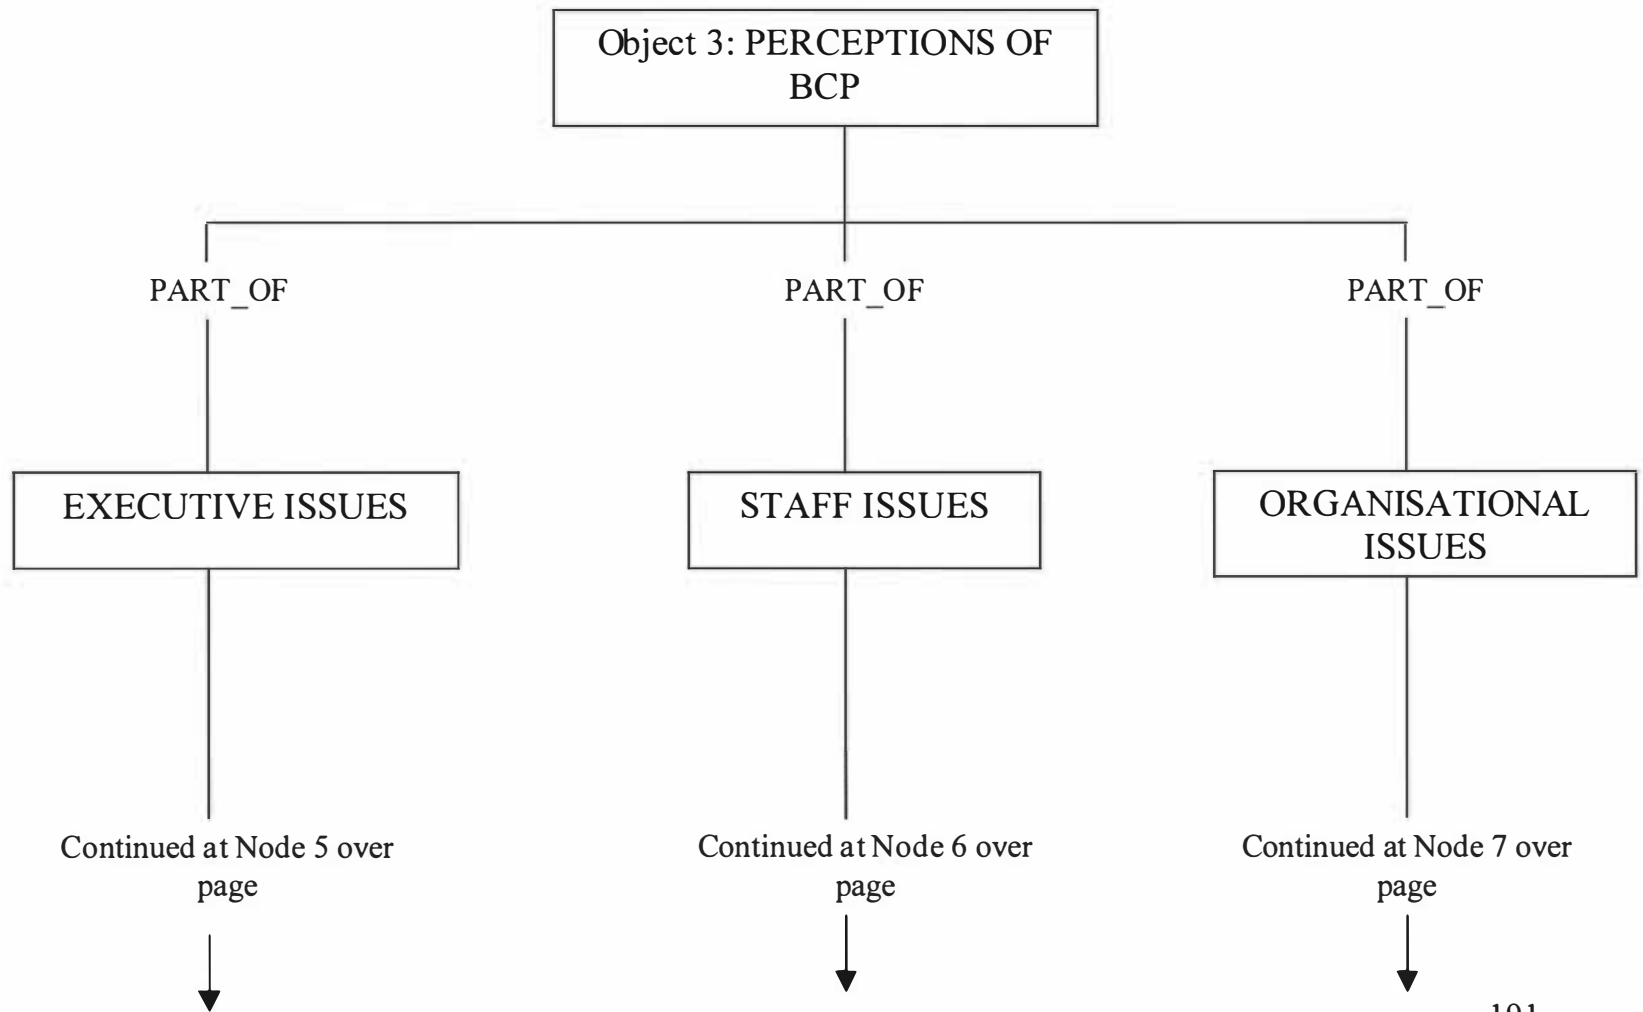 Object 3: PERCEPTIONS OF
BCP
PART_OF
PART_OF
PART_OF
EXECUTIVE ISSUES
STAFF ISSUES
ORGANISATIONAL
ISSUES
Continued at Node 5 over
page
Continued at Node 6 over
page
Continued at Node 7 over
page